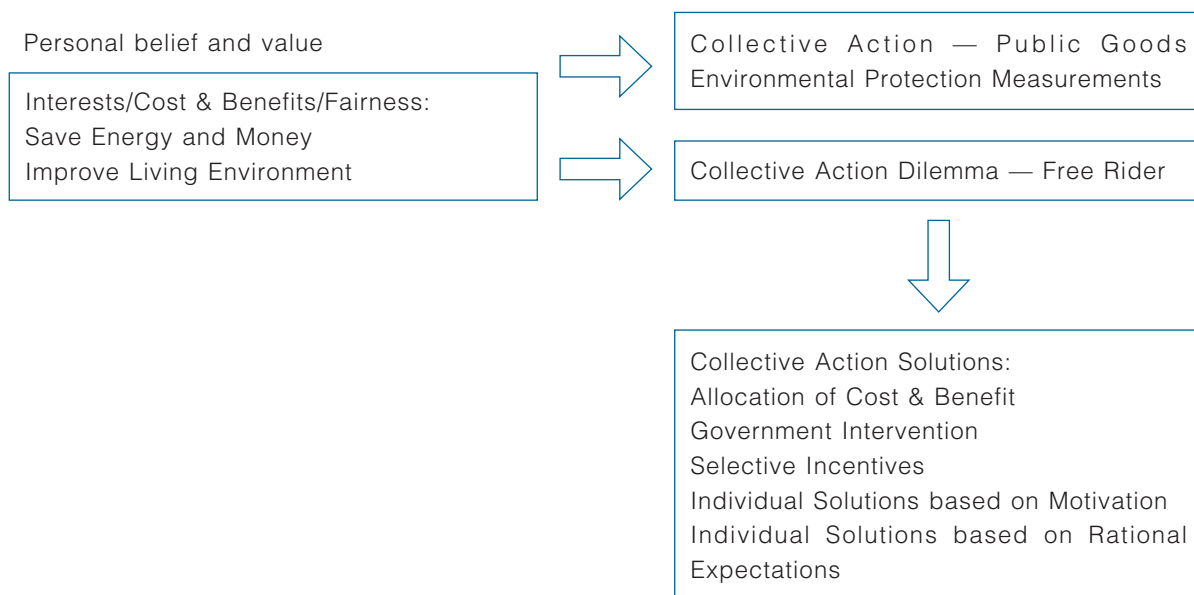 Personal belief and value
Interests/Cost & Benefits/Fairness:
Save Energy and Money
Improve Living Environment
Collective Action — Public Goods
Environmental Protection Measurements
Collective Action Dilemma — Free Rider
Collective Action Solutions:
Allocation of Cost & Benefit
Government Intervention
Selective Incentives
Individual Solutions based on Motivation
Individual Solutions based on Rational
Expectations